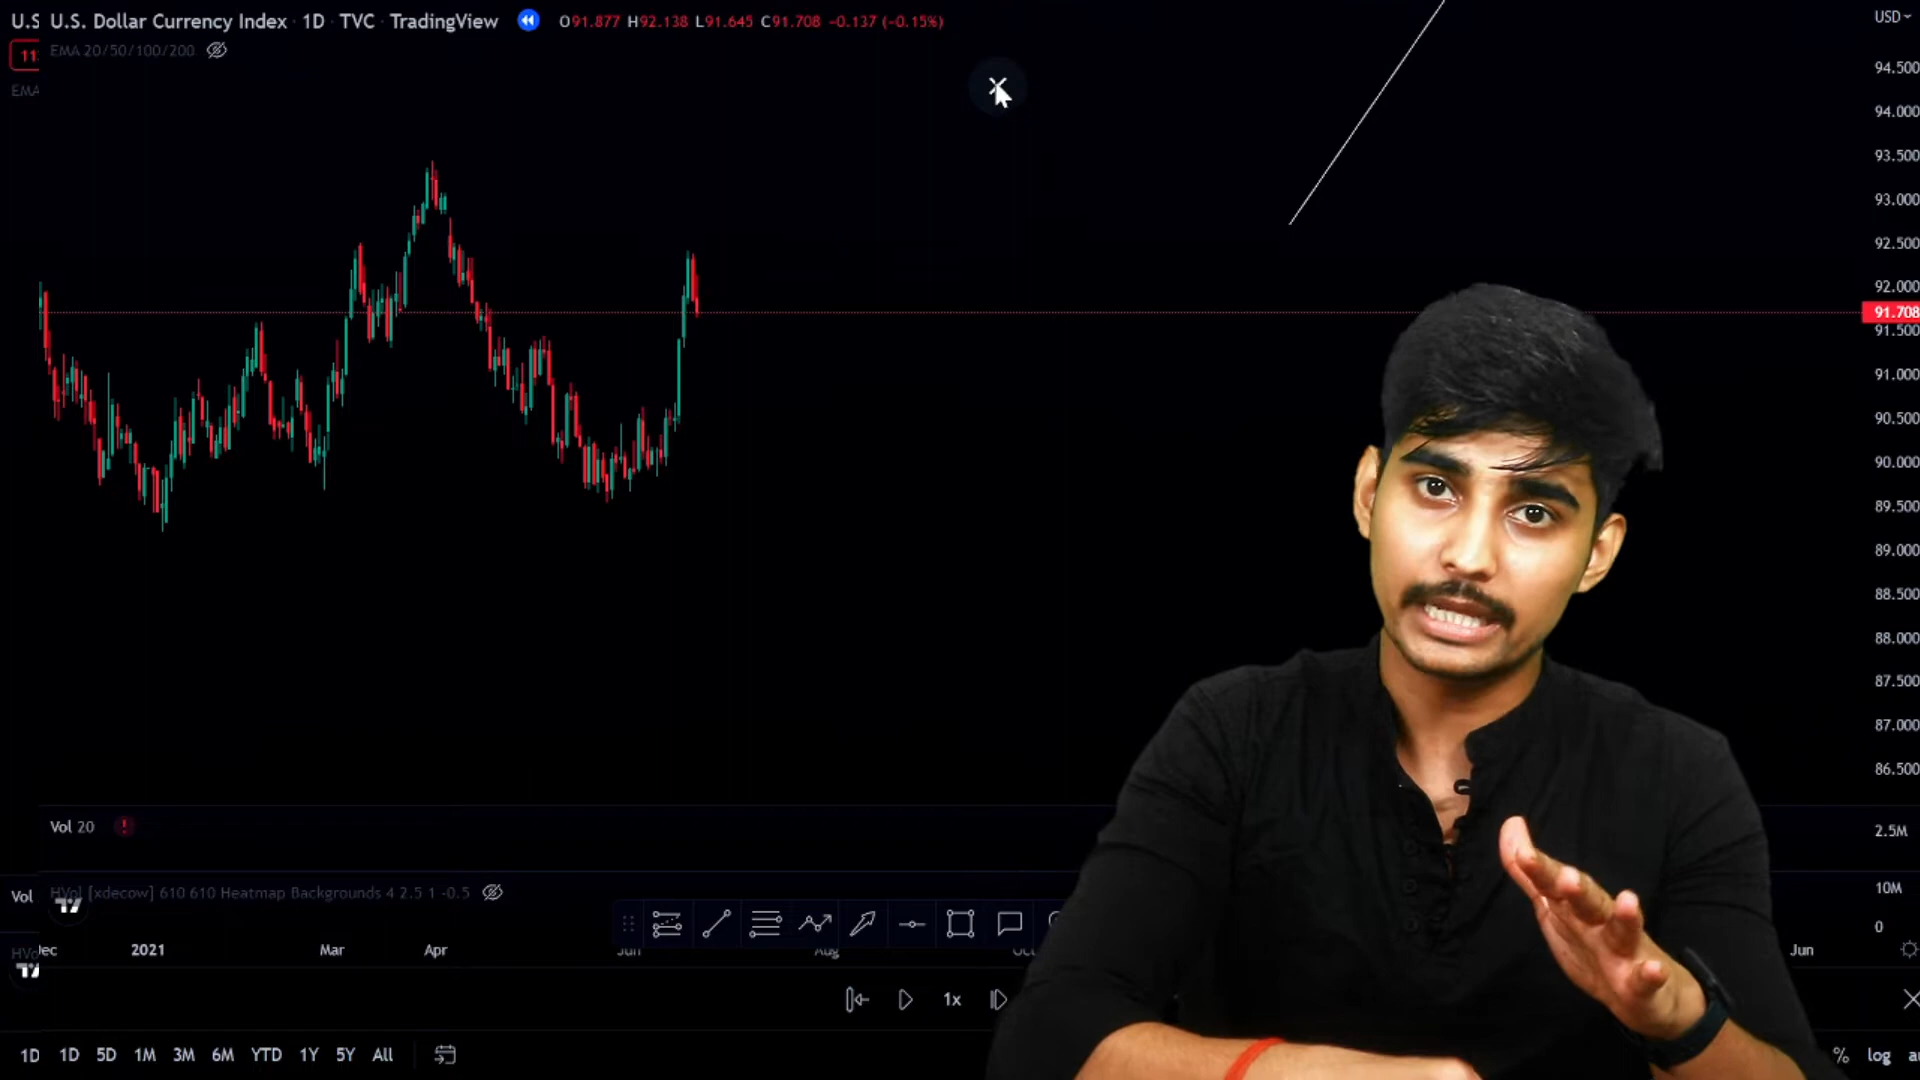 U.S U.S. Dollar Currency Index · 1D · TVC · TradingView O91.877 H92.138 L91.645 C91.708 -0.137 (-0.15%)
USD
11
EMA 20/50/100/200
EMA
94.500
94.000
93.500
93.000
92.500
92.000
91.708
91.500
91.000
90.500
90.000
89.500
89.000
88.500
88.000
87.500
87.000
86.500
Vol 20 !
2.5M
Vol
HVol [xdecow] 610 610 Heatmap Backgrounds 4 2.5 1 -0.5
10M
0
HVo
Dec 2021 Mar Apr Jun Aug Oct Jun
1x
1D 1D 5D 1M 3M 6M YTD 1Y 5Y All
% log au